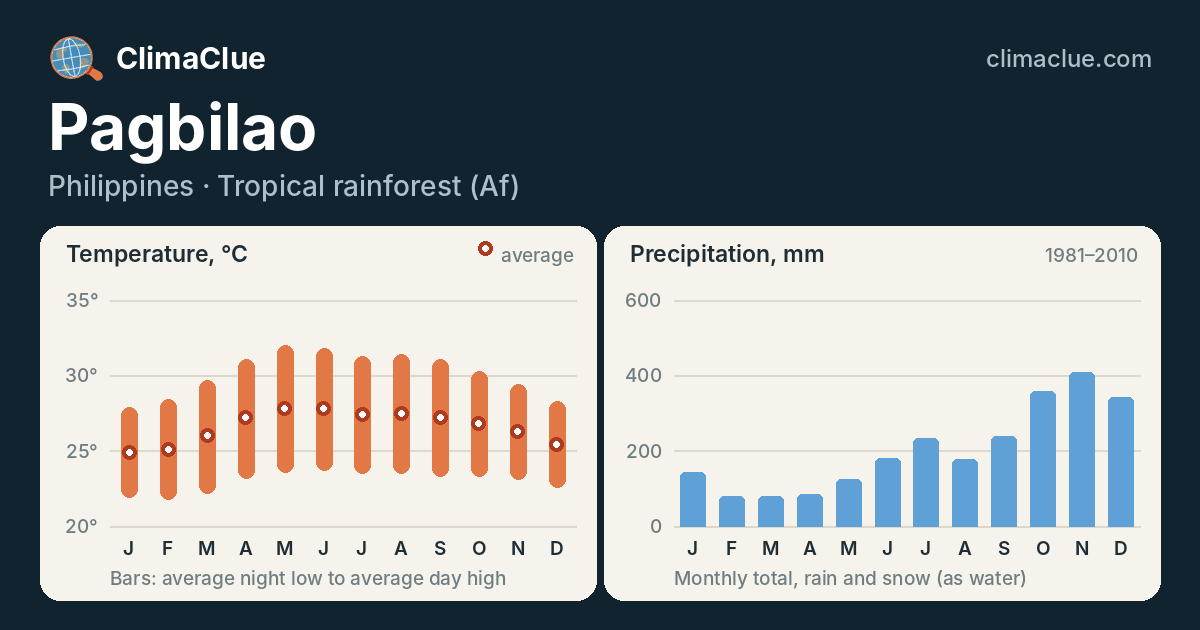 ClimaClue
climaclue.com
Pagbilao
Philippines · Tropical rainforest (Af)
Temperature, °C
average
35°
30°
25°
20°
J F M A M J J A S O N D
Bars: average night low to average day high
Precipitation, mm
1981–2010
600
400
200
0
J F M A M J J A S O N D
Monthly total, rain and snow (as water)